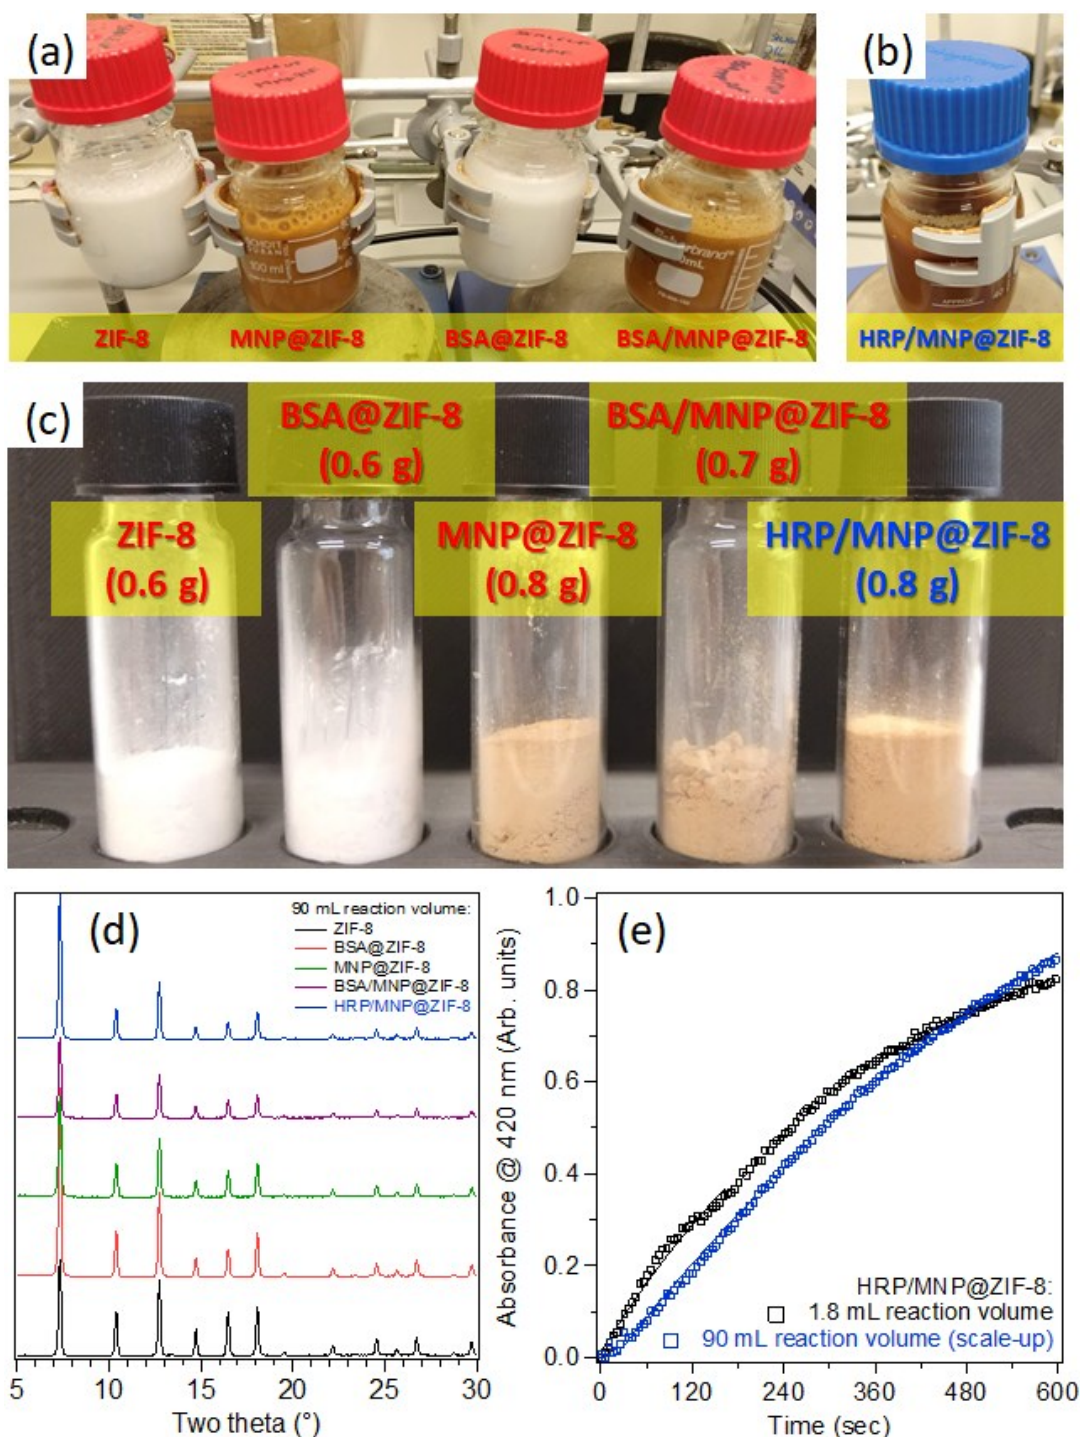 (a)
ZIF-8
MNP@ZIF-8
BSA@ZIF-8
BSA/MNP@ZIF-8
(b)
HRP/MNP@ZIF-8
(c)
BSA@ZIF-8
(0.6 g)
BSA/MNP@ZIF-8
(0.7 g)
ZIF-8
(0.6 g)
MNP@ZIF-8
(0.8 g)
HRP/MNP@ZIF-8
(0.8 g)
(d)
90 mL reaction volume:
ZIF-8
BSA@ZIF-8
MNP@ZIF-8
BSA/MNP@ZIF-8
HRP/MNP@ZIF-8
5 10 15 20 25 30
Two theta (°)
(e)
Absorbance @ 420 nm (Arb. units)
1.0
0.8
0.6
0.4
0.2
0.0
HRP/MNP@ZIF-8:
1.8 mL reaction volume
90 mL reaction volume (scale-up)
0 120 240 360 480 600
Time (sec)